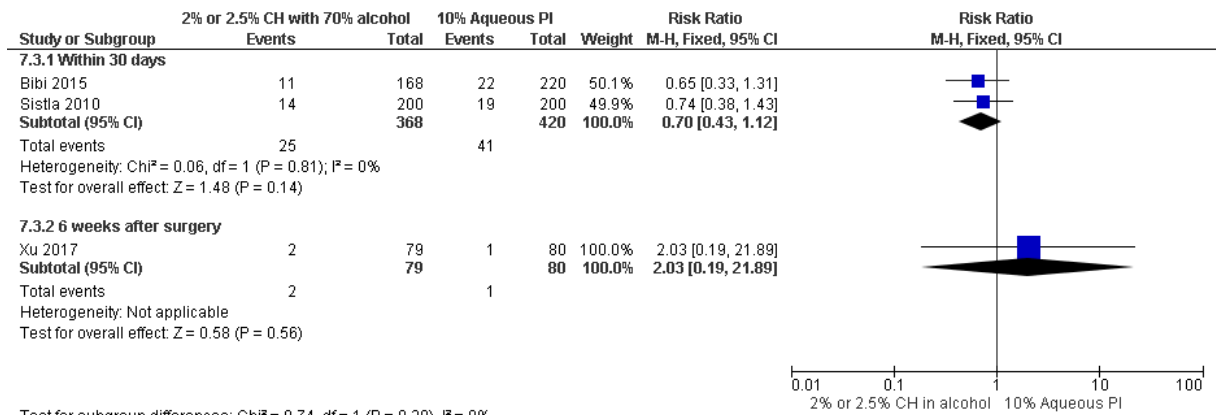 2% or 2.5% CH with 70% alcohol 10% Aqueous PI Risk Ratio Risk Ratio
Study or Subgroup Events Total Events Total Weight M-H, Fixed, 95% CI M-H, Fixed, 95% CI
7.3.1 Within 30 days
Bibi 2015 11 168 22 220 50.1% 0.65 [0.33, 1.31]
Sistla 2010 14 200 19 200 49.9% 0.74 [0.38, 1.43]
Subtotal (95% CI) 368 420 100.0% 0.70 [0.43, 1.12]
Total events 25 41
Heterogeneity: Chi² = 0.06, df = 1 (P = 0.81); I² = 0%
Test for overall effect: Z = 1.48 (P = 0.14)
7.3.2 6 weeks after surgery
Xu 2017 2 79 1 80 100.0% 2.03 [0.19, 21.89]
Subtotal (95% CI) 79 80 100.0% 2.03 [0.19, 21.89]
Total events 2 1
Heterogeneity: Not applicable
Test for overall effect: Z = 0.58 (P = 0.56)
0.01 0.1 1 10 100
2% or 2.5% CH in alcohol 10% Aqueous PI
Test for subgroup differences: Chi² = 0.74, df = 1 (P = 0.39), I² = 0%